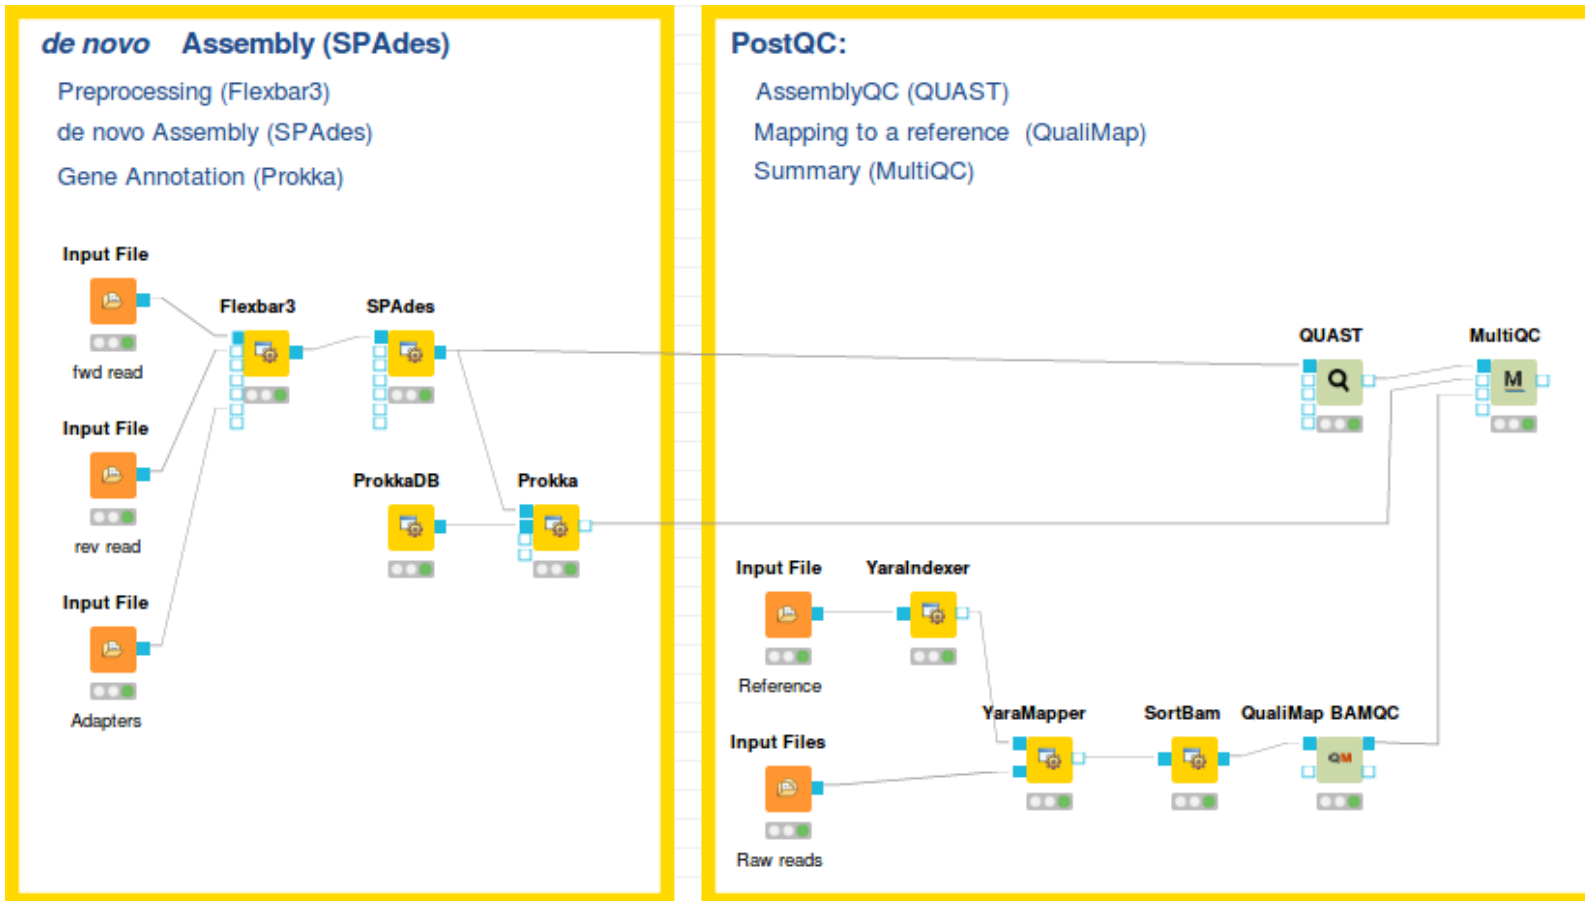 de novo Assembly (SPAdes)
Preprocessing (Flexbar3)
de novo Assembly (SPAdes)
Gene Annotation (Prokka)
Input File
fwd read
Flexbar3
SPAdes
Input File
rev read
ProkkaDB
Prokka
Input File
Adapters
PostQC:
AssemblyQC (QUAST)
Mapping to a reference (QualiMap)
Summary (MultiQC)
QUAST
Q
MultiQC
M
Input File
Reference
YaraIndexer
Input Files
Raw reads
YaraMapper
SortBam
QualiMap BAMQC
QM